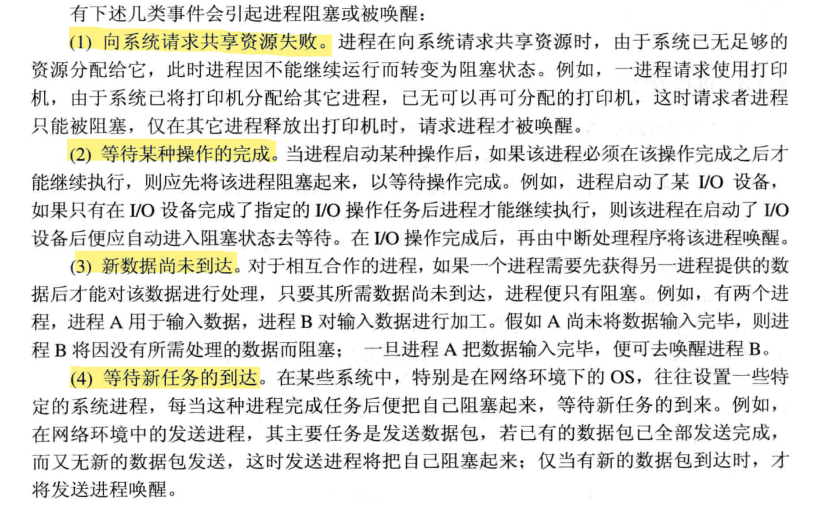 有下述几类事件会引起进程阻塞或被唤醒：
(1) 向系统请求共享资源失败。进程在向系统请求共享资源时，由于系统已无足够的
资源分配给它，此时进程因不能继续运行而转变为阻塞状态。例如，一进程请求使用打印
机，由于系统已将打印机分配给其它进程，已无可以再可分配的打印机，这时请求者进程
只能被阻塞，仅在其它进程释放出打印机时，请求进程才被唤醒。
(2) 等待某种操作的完成。当进程启动某种操作后，如果该进程必须在该操作完成之后才
能继续执行，则应先将该进程阻塞起来，以等待操作完成。例如，进程启动了某 I/O 设备，
如果只有在 I/O 设备完成了指定的 I/O 操作任务后进程才能继续执行，则该进程在启动了 I/O
设备后便应自动进入阻塞状态去等待。在 I/O 操作完成后，再由中断处理程序将该进程唤醒。
(3) 新数据尚未到达。对于相互合作的进程，如果一个进程需要先获得另一进程提供的数
据后才能对该数据进行处理，只要其所需数据尚未到达，进程便只有阻塞。例如，有两个进
程，进程 A 用于输入数据，进程 B 对输入数据进行加工。假如 A 尚未将数据输入完毕，则进
程 B 将因没有所需处理的数据而阻塞； 一旦进程 A 把数据输入完毕，便可去唤醒进程 B。
(4) 等待新任务的到达。在某些系统中，特别是在网络环境下的 OS，往往设置一些特
定的系统进程，每当这种进程完成任务后便把自己阻塞起来，等待新任务的到来。例如，
在网络环境中的发送进程，其主要任务是发送数据包，若已有的数据包已全部发送完成，
而又无新的数据包发送，这时发送进程将把自己阻塞起来；仅当有新的数据包到达时，才
将发送进程唤醒。